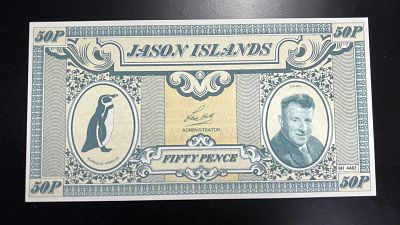 50P JASON ISLANDS 50P
ADMINISTRATOR
FIFTY PENCE
50P 50P